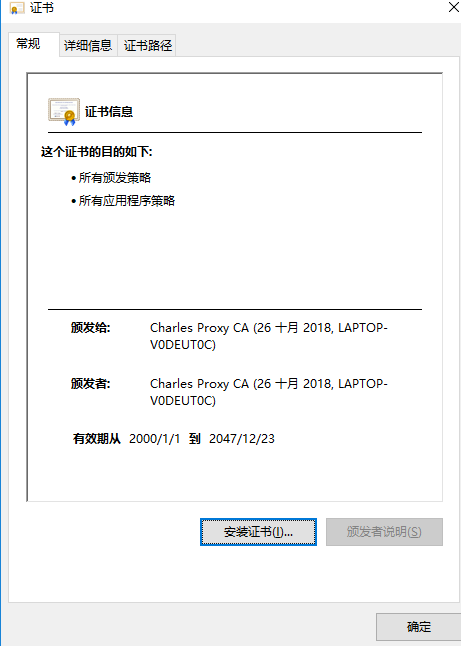 证书
常规 详细信息 证书路径
证书信息
这个证书的目的如下:
• 所有颁发策略
• 所有应用程序策略
颁发给: Charles Proxy CA (26 十月 2018, LAPTOP-
V0DEUT0C)
颁发者: Charles Proxy CA (26 十月 2018, LAPTOP-
V0DEUT0C)
有效期从 2000/1/1 到 2047/12/23
安装证书(I)... 颁发者说明(S)
确定